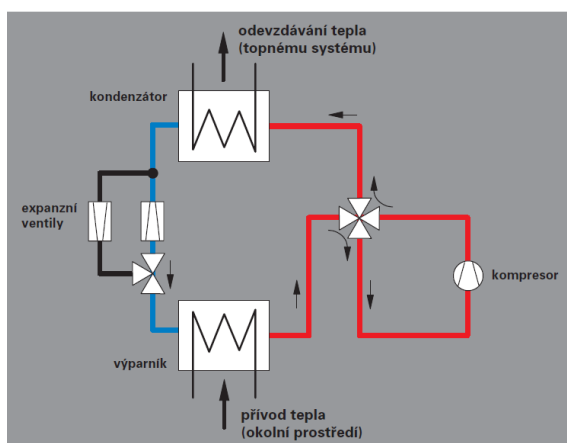 odevzdávání tepla
(topnému systému)
kondenzátor
expanzní
ventily
kompresor
výparník
přívod tepla
(okolní prostředí)